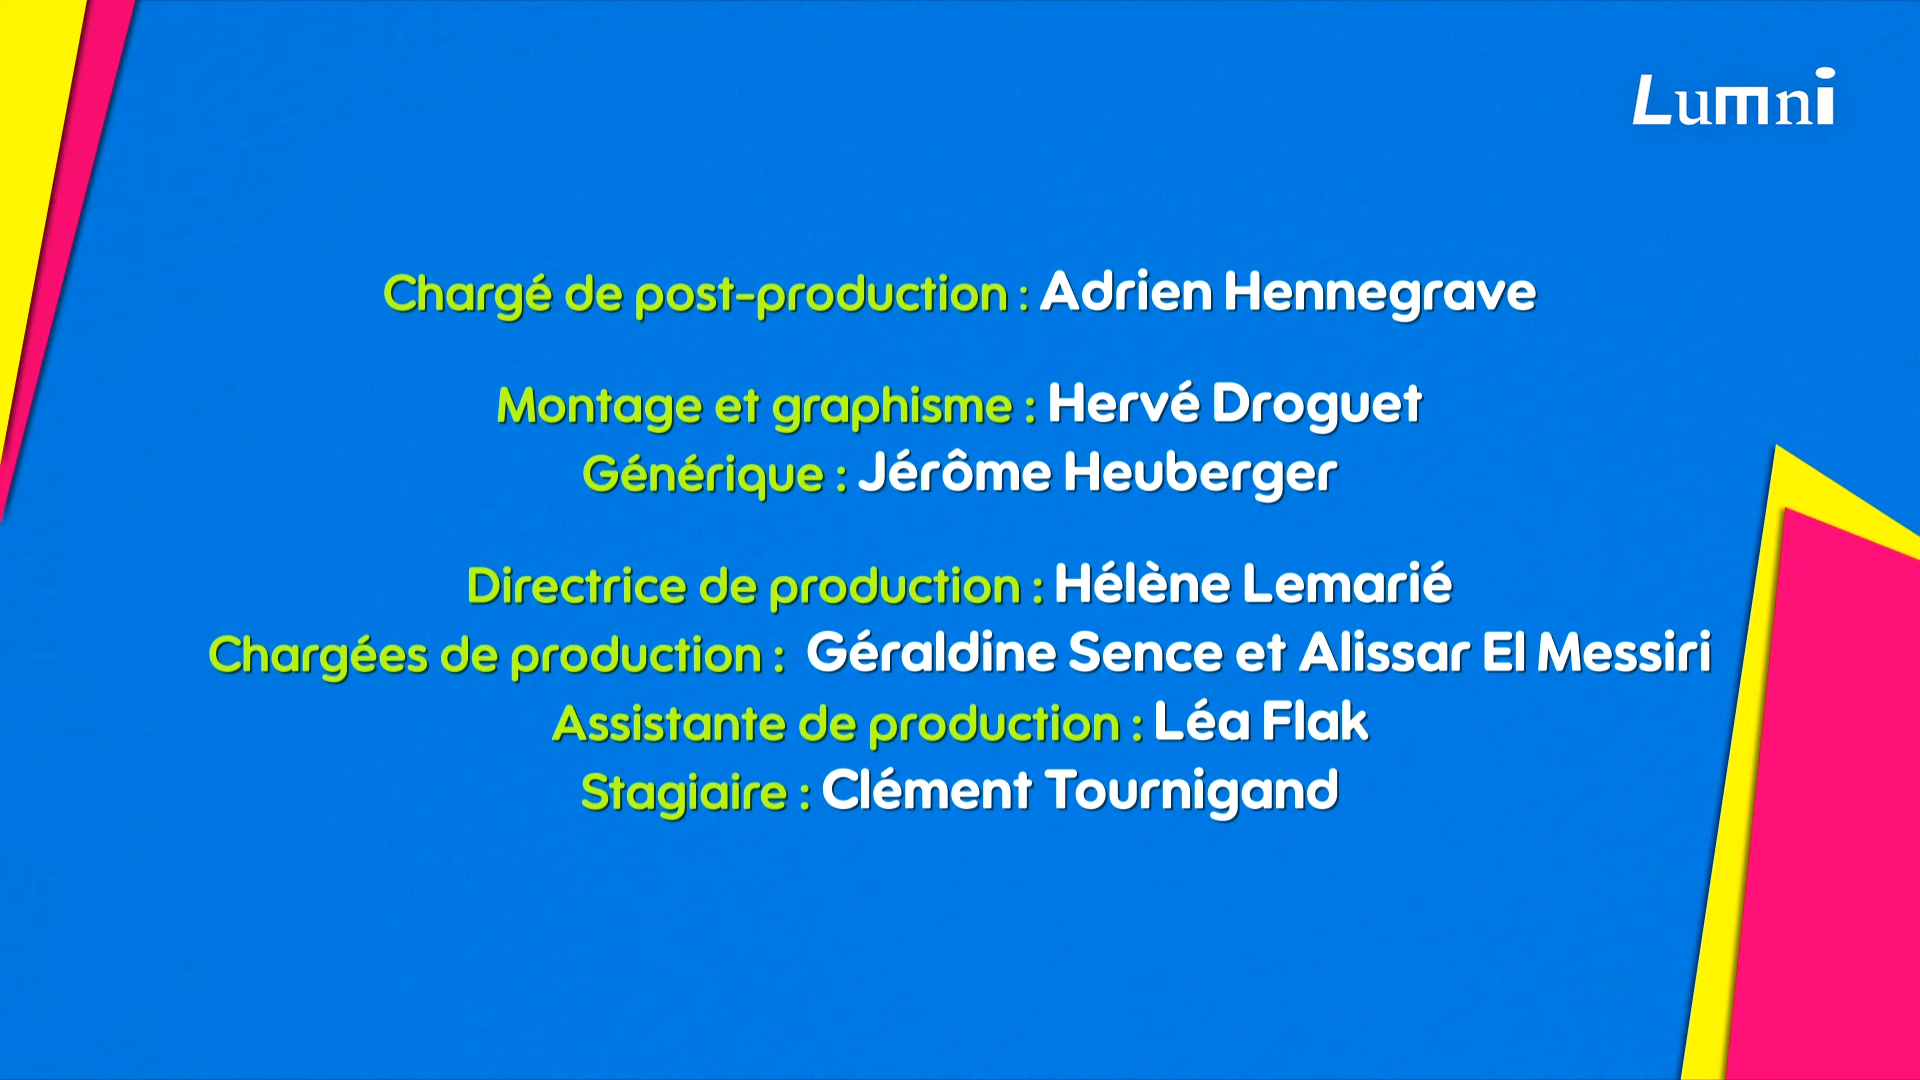 Lumni
Chargé de post-production : Adrien Hennegrave
Montage et graphisme : Hervé Droguet
Générique : Jérôme Heuberger
Directrice de production : Hélène Lemarié
Chargées de production : Géraldine Sence et Alissar El Messiri
Assistante de production : Léa Flak
Stagiaire : Clément Tournigand